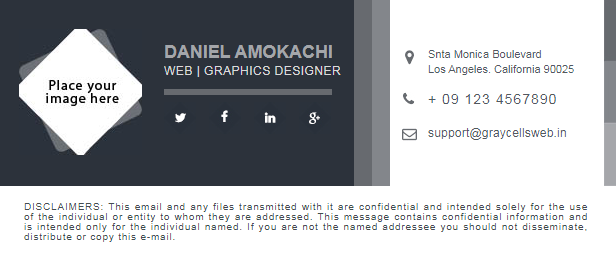 Place your
image here
DANIEL AMOKACHI
WEB | GRAPHICS DESIGNER
Snta Monica Boulevard
Los Angeles. California 90025
+ 09 123 4567890
support@graycellsweb.in
DISCLAIMERS: This email and any files transmitted with it are confidential and intended solely for the use
of the individual or entity to whom they are addressed. This message contains confidential information and
is intended only for the individual named. If you are not the named addressee you should not disseminate,
distribute or copy this e-mail.